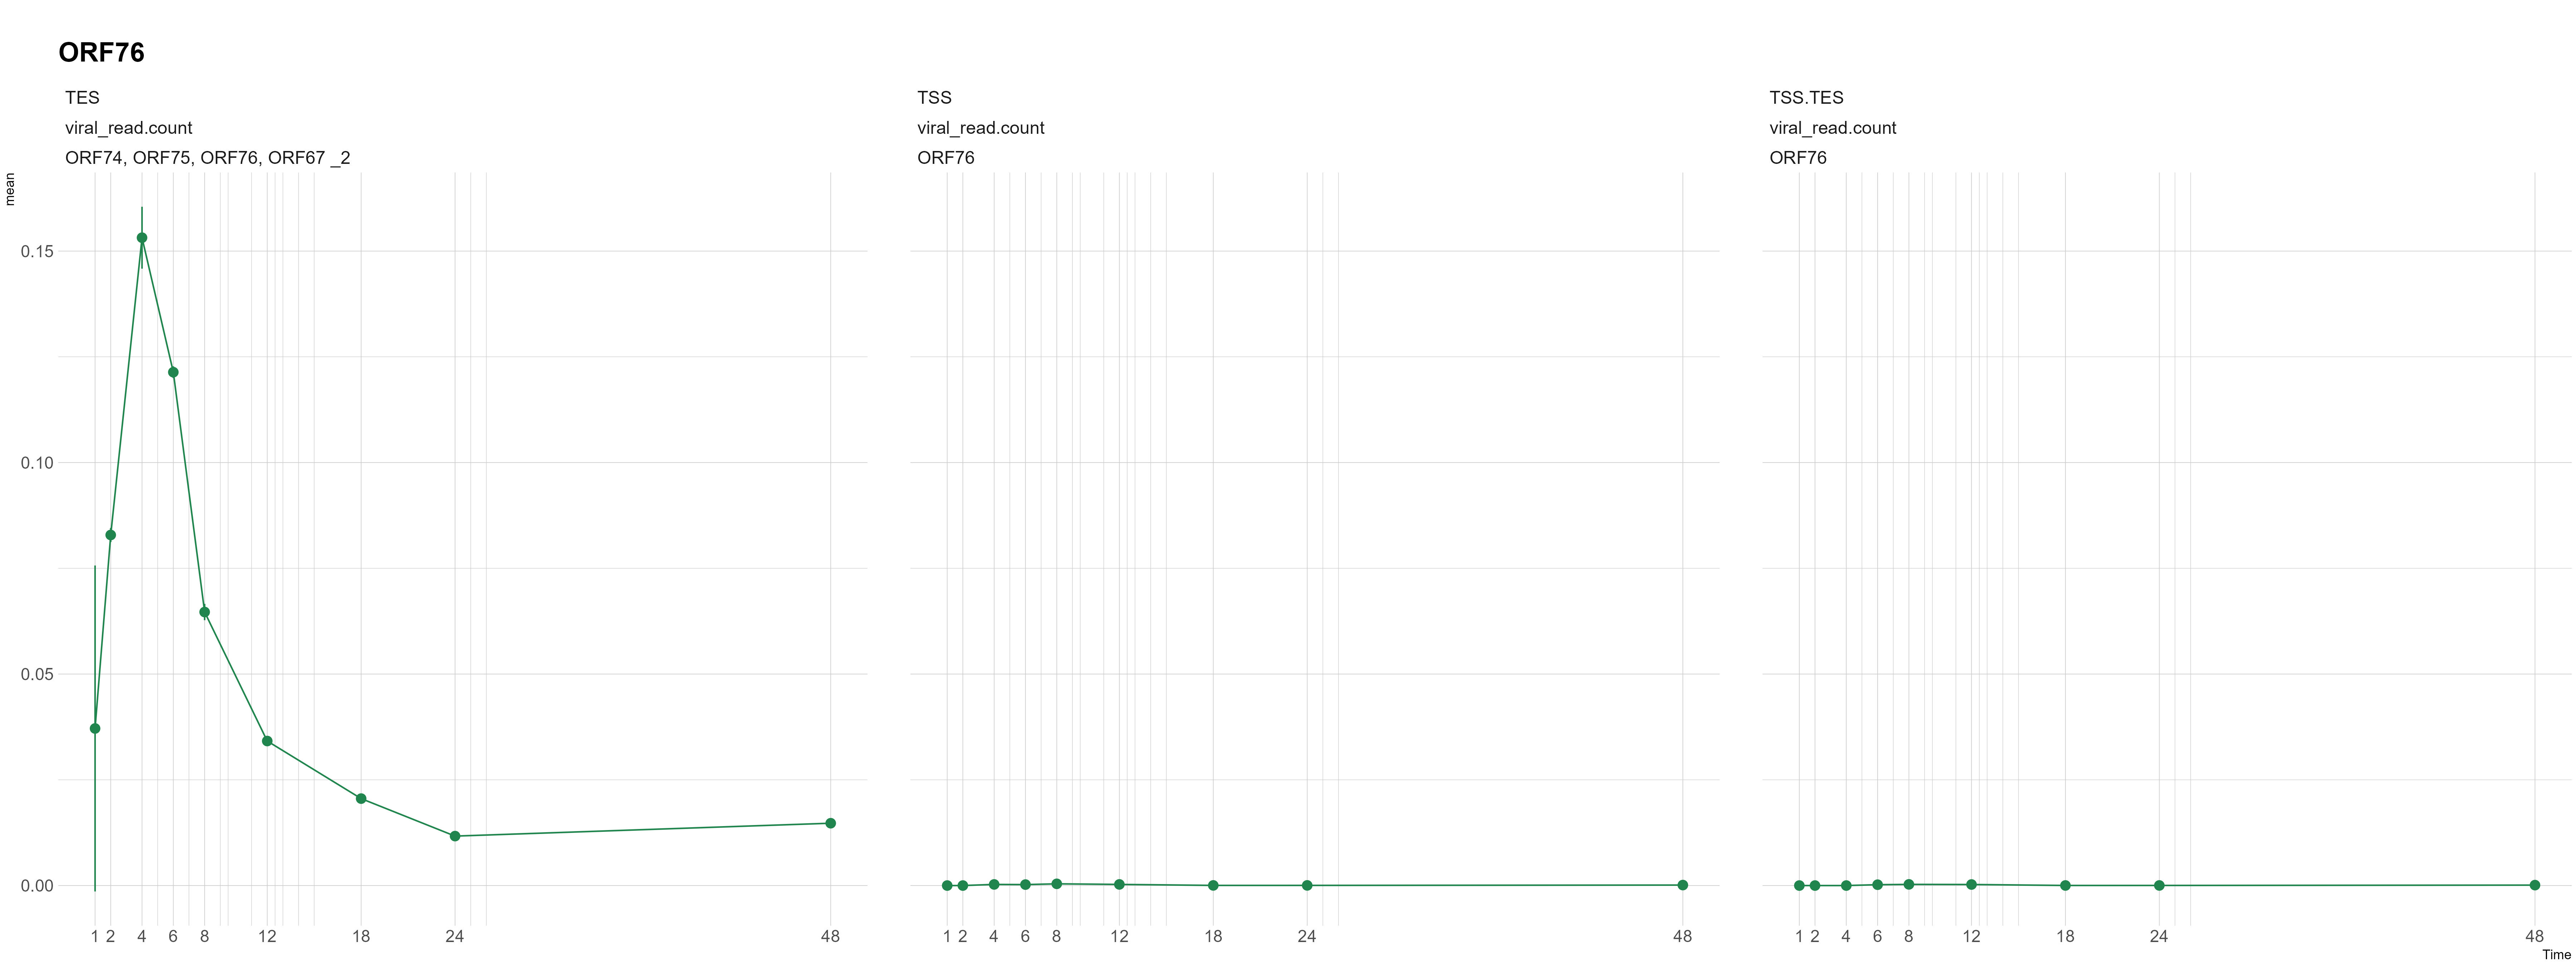 ORF76
TES
viral_read.count
ORF74, ORF75, ORF76, ORF67 _2
TSS
viral_read.count
ORF76
TSS.TES
viral_read.count
ORF76
mean
0.15
0.10
0.05
0.00
1 2 4 6 8 12 18 24 48
1 2 4 6 8 12 18 24 48
1 2 4 6 8 12 18 24 48
Time